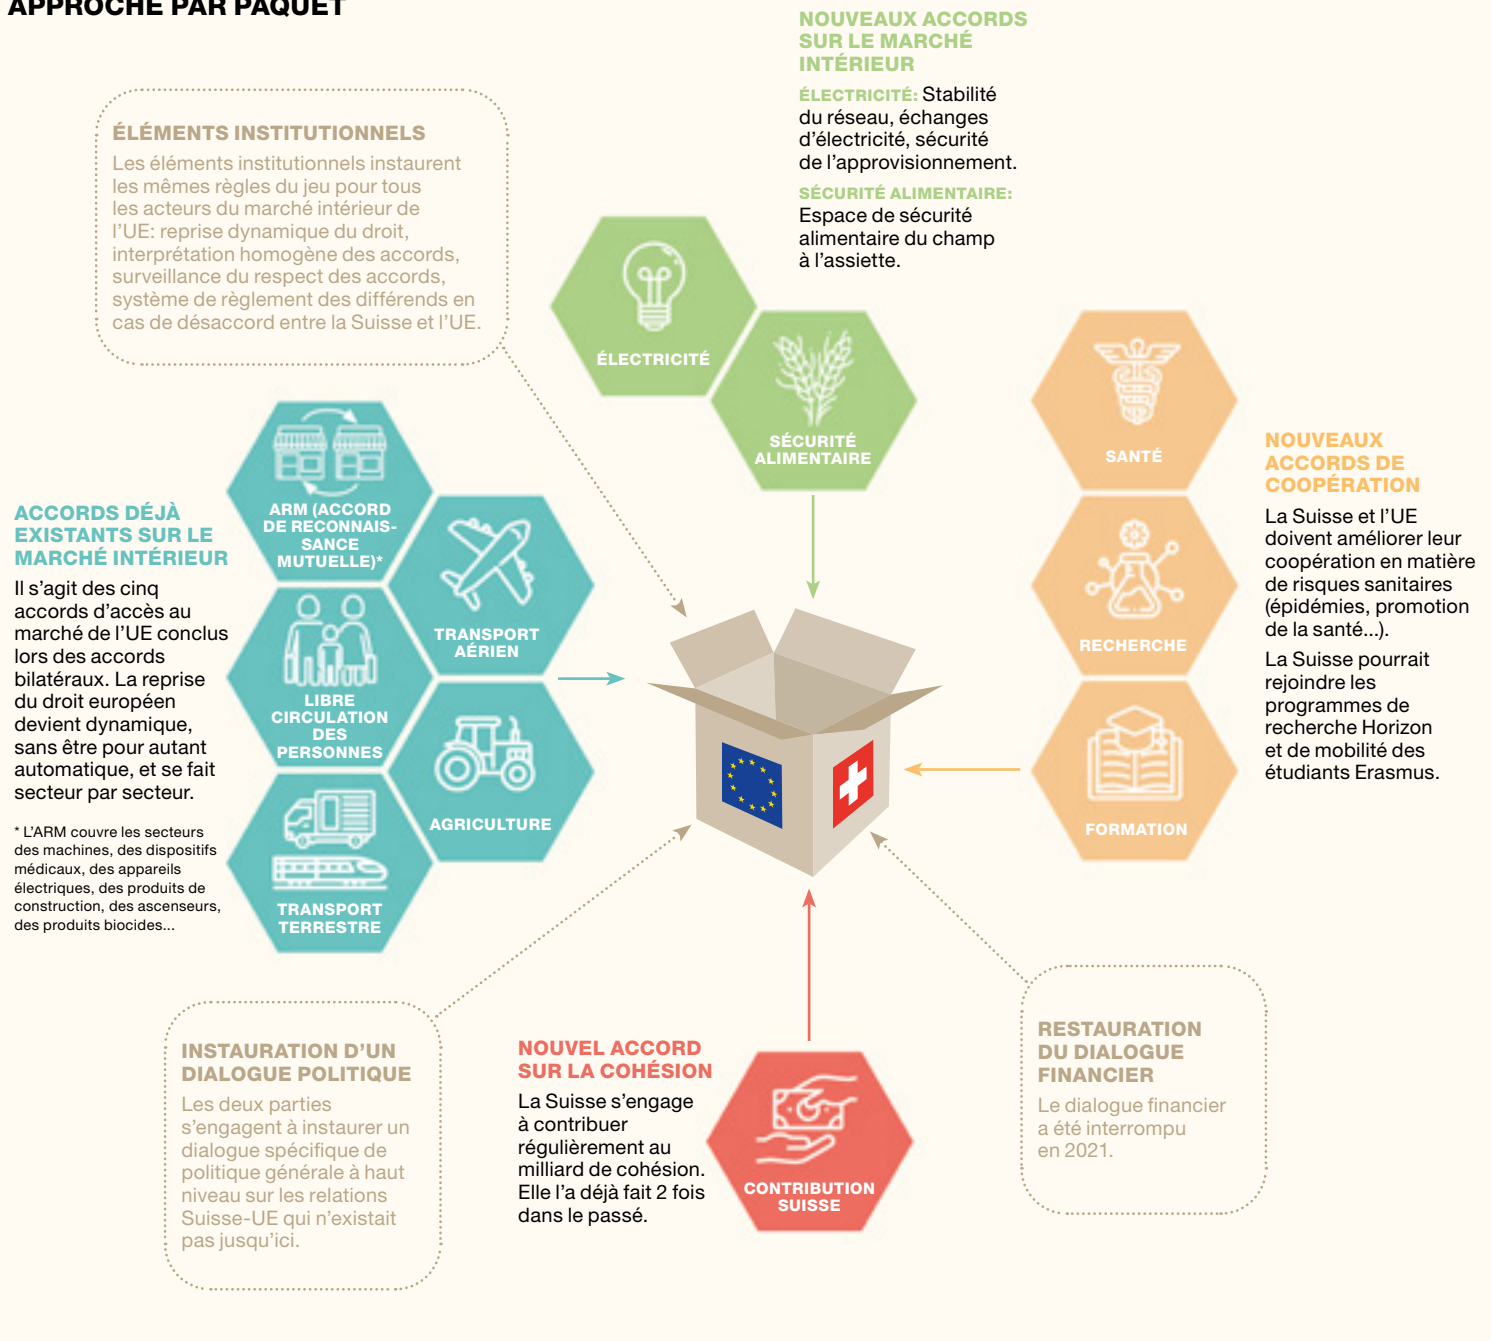 APPROCHE PAR PAQUET
NOUVEAUX ACCORDS
SUR LE MARCHÉ
INTÉRIEUR
ÉLECTRICITÉ: Stabilité
du réseau, échanges
d’électricité, sécurité
de l’approvisionnement.
SÉCURITÉ ALIMENTAIRE:
Espace de sécurité
alimentaire du champ
à l’assiette.
ÉLÉMENTS INSTITUTIONNELS
Les éléments institutionnels instaurent
les mêmes règles du jeu pour tous
les acteurs du marché intérieur de
l’UE: reprise dynamique du droit,
interprétation homogène des accords,
surveillance du respect des accords,
système de règlement des différends en
cas de désaccord entre la Suisse et l’UE.
ÉLECTRICITÉ
SÉCURITÉ
ALIMENTAIRE
SANTÉ
RECHERCHE
FORMATION
NOUVEAUX
ACCORDS DE
COOPÉRATION
La Suisse et l’UE
doivent améliorer leur
coopération en matière
de risques sanitaires
(épidémies, promotion
de la santé...).
La Suisse pourrait
rejoindre les
programmes de
recherche Horizon
et de mobilité des
étudiants Erasmus.
ACCORDS DÉJÀ
EXISTANTS SUR LE
MARCHÉ INTÉRIEUR
Il s’agit des cinq
accords d’accès au
marché de l’UE conclus
lors des accords
bilatéraux. La reprise
du droit européen
devient dynamique,
sans être pour autant
automatique, et se fait
secteur par secteur.
* L’ARM couvre les secteurs
des machines, des dispositifs
médicaux, des appareils
électriques, des produits de
construction, des ascenseurs,
des produits biocides...
ARM (ACCORD
DE RECONNAIS-
SANCE
MUTUELLE)*
TRANSPORT
AÉRIEN
LIBRE
CIRCULATION
DES
PERSONNES
AGRICULTURE
TRANSPORT
TERRESTRE
INSTAURATION D’UN
DIALOGUE POLITIQUE
Les deux parties
s’engagent à instaurer un
dialogue spécifique de
politique générale à haut
niveau sur les relations
Suisse-UE qui n’existait
pas jusqu’ici.
NOUVEL ACCORD
SUR LA COHÉSION
La Suisse s’engage
à contribuer
régulièrement au
milliard de cohésion.
Elle l’a déjà fait 2 fois
dans le passé.
CONTRIBUTION
SUISSE
RESTAURATION
DU DIALOGUE
FINANCIER
Le dialogue financier
a été interrompu
en 2021.